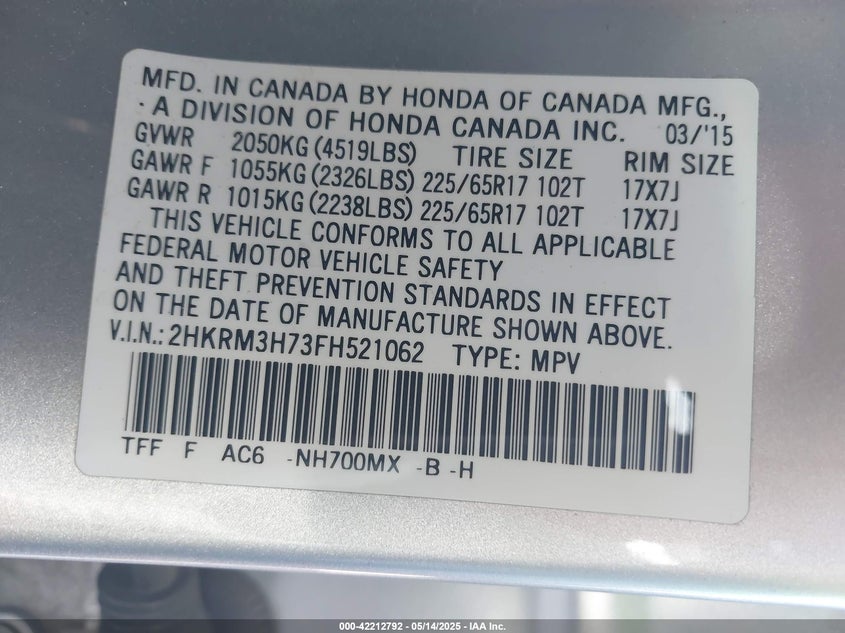 MFD. IN CANADA BY HONDA OF CANADA MFG.,
A DIVISION OF HONDA CANADA INC. 03/'15
GVWR 2050KG (4519LBS) TIRE SIZE RIM SIZE
GAWR F 1055KG (2326LBS) 225/65R17 102T 17X7J
GAWR R 1015KG (2238LBS) 225/65R17 102T 17X7J
THIS VEHICLE CONFORMS TO ALL APPLICABLE
FEDERAL MOTOR VEHICLE SAFETY
AND THEFT PREVENTION STANDARDS IN EFFECT
ON THE DATE OF MANUFACTURE SHOWN ABOVE.
V.I.N.: 2HKRM3H73FH521062 TYPE: MPV
TFF F AC6 -NH700MX -B -H
000-42212792 — 05/14/2025 - IAA Inc.